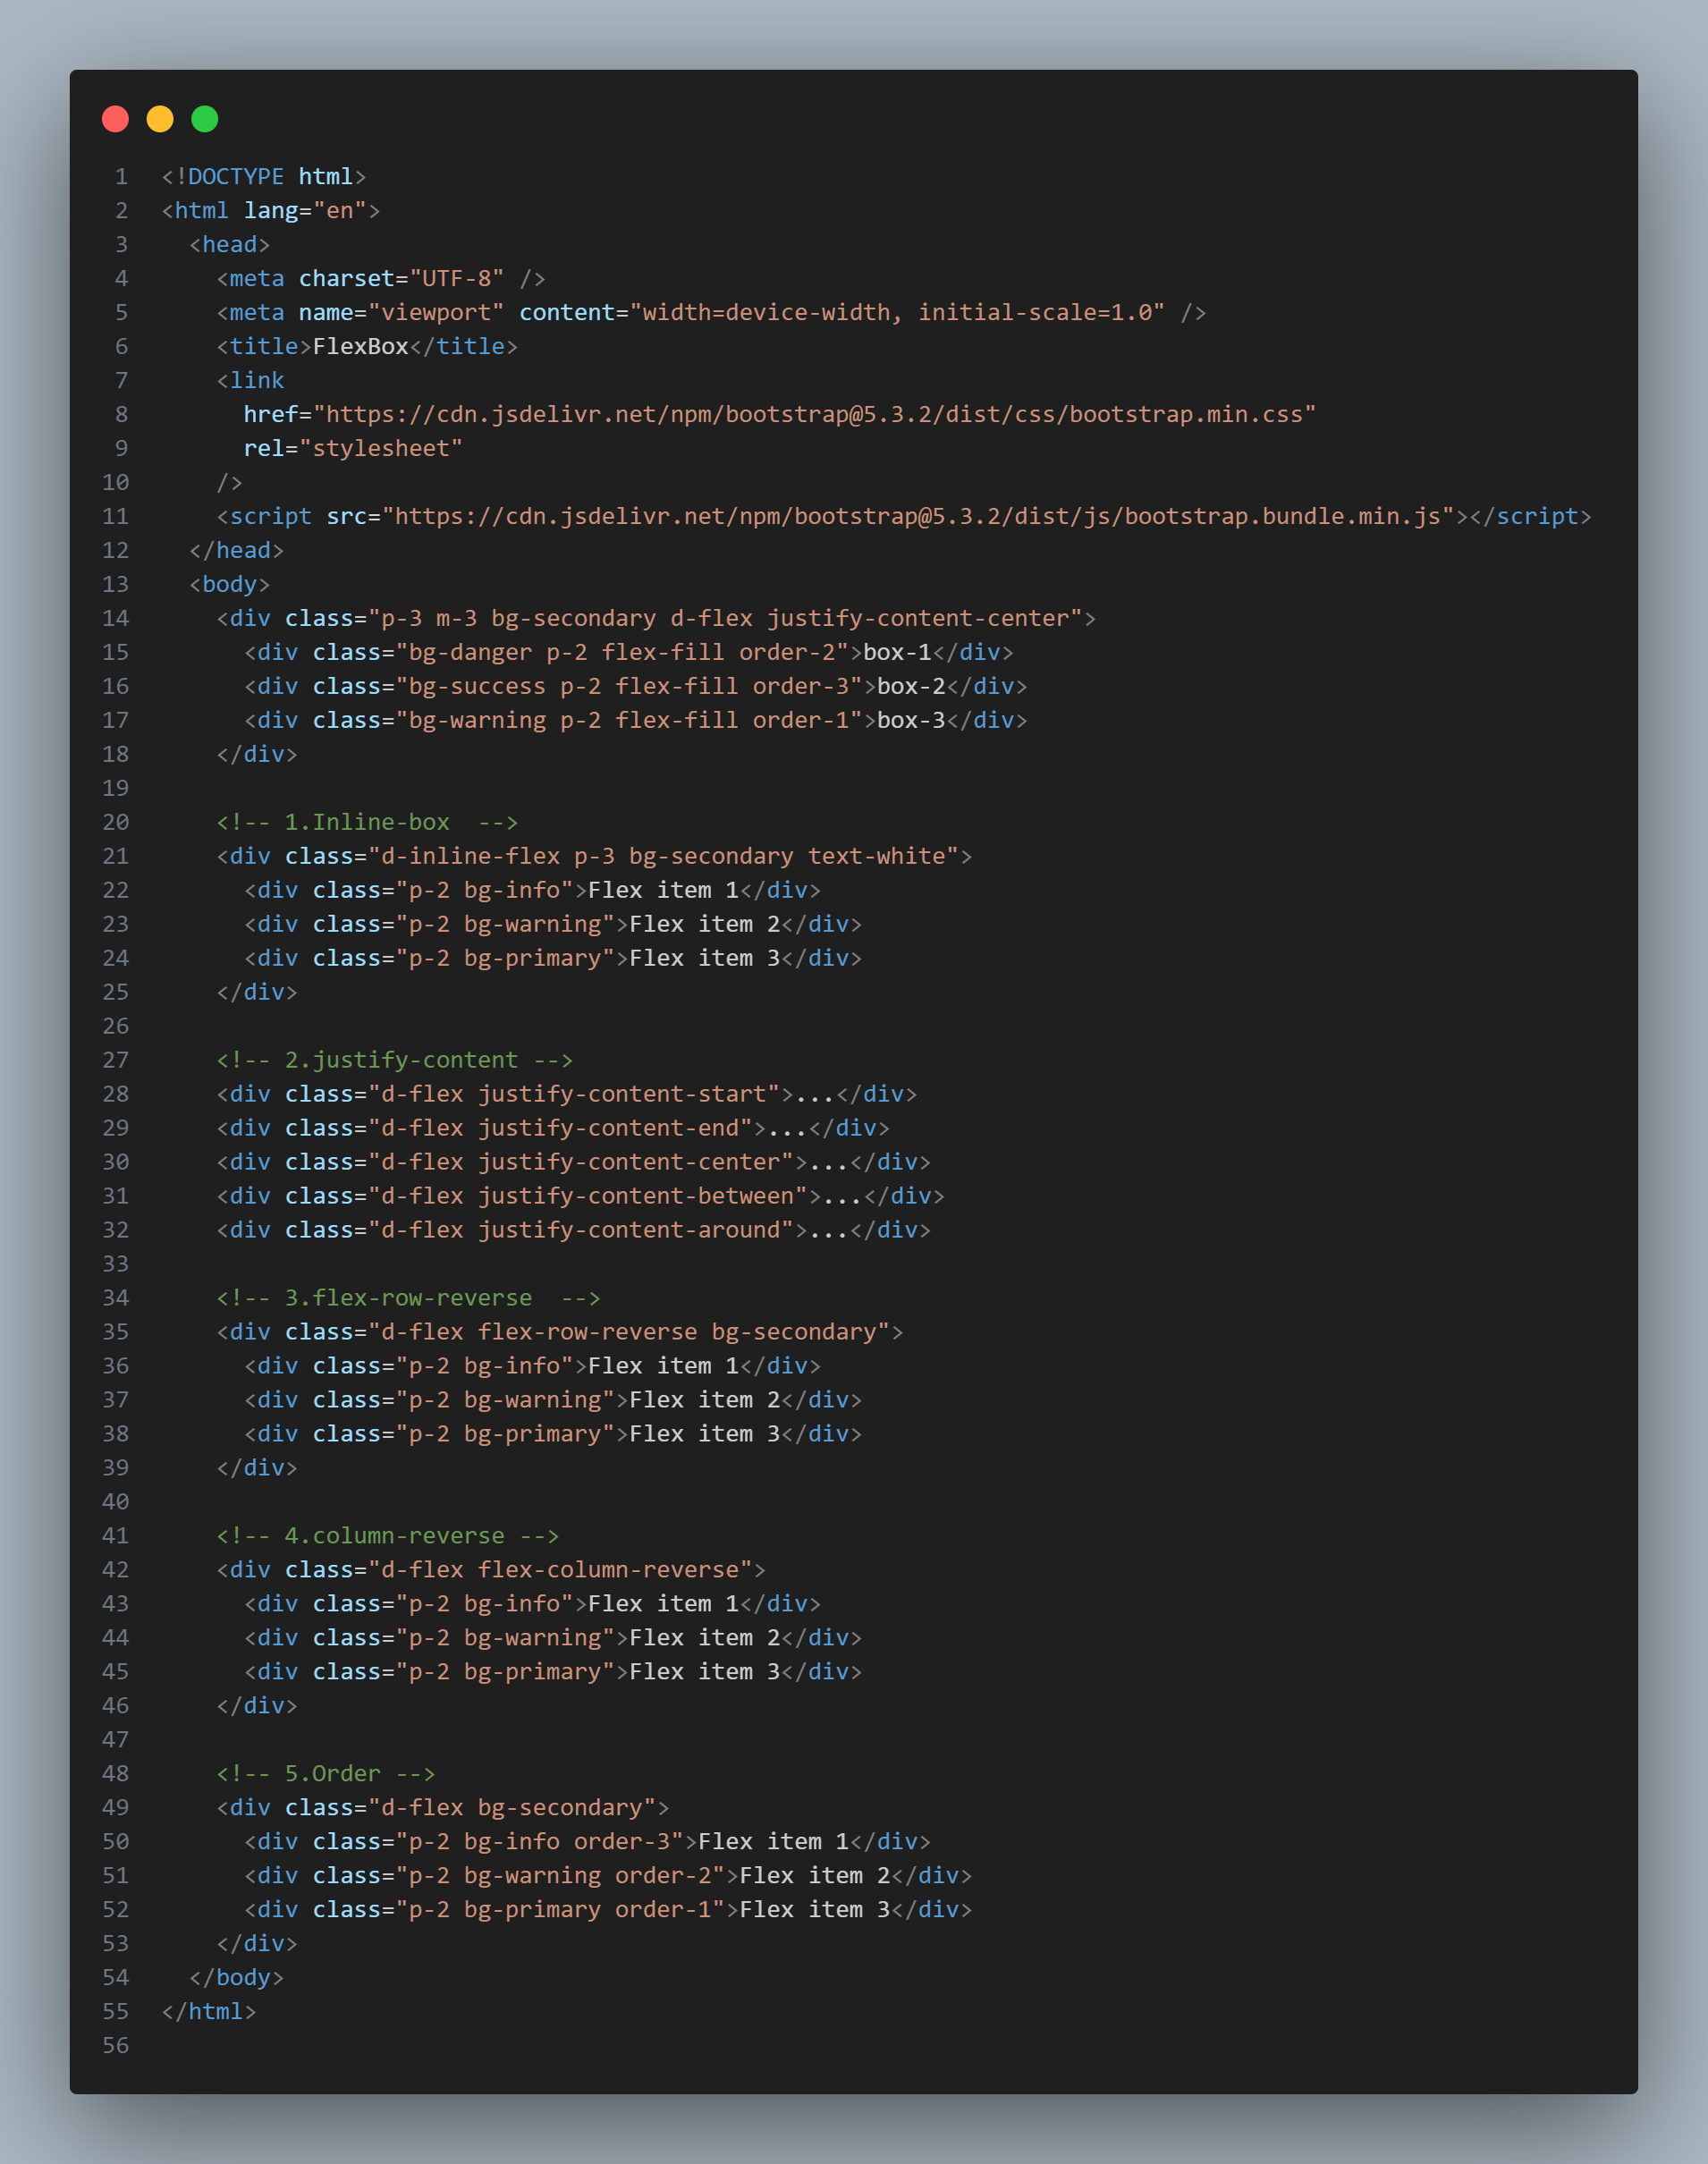 1 <!DOCTYPE html>
2 <html lang="en">
3   <head>
4     <meta charset="UTF-8" />
5     <meta name="viewport" content="width=device-width, initial-scale=1.0" />
6     <title>FlexBox</title>
7     <link
8       href="https://cdn.jsdelivr.net/npm/bootstrap@5.3.2/dist/css/bootstrap.min.css"
9       rel="stylesheet"
10     />
11     <script src="https://cdn.jsdelivr.net/npm/bootstrap@5.3.2/dist/js/bootstrap.bundle.min.js"></script>
12   </head>
13   <body>
14     <div class="p-3 m-3 bg-secondary d-flex justify-content-center">
15       <div class="bg-danger p-2 flex-fill order-2">box-1</div>
16       <div class="bg-success p-2 flex-fill order-3">box-2</div>
17       <div class="bg-warning p-2 flex-fill order-1">box-3</div>
18     </div>
19
20     <!-- 1.Inline-box  -->
21     <div class="d-inline-flex p-3 bg-secondary text-white">
22       <div class="p-2 bg-info">Flex item 1</div>
23       <div class="p-2 bg-warning">Flex item 2</div>
24       <div class="p-2 bg-primary">Flex item 3</div>
25     </div>
26
27     <!-- 2.justify-content -->
28     <div class="d-flex justify-content-start">...</div>
29     <div class="d-flex justify-content-end">...</div>
30     <div class="d-flex justify-content-center">...</div>
31     <div class="d-flex justify-content-between">...</div>
32     <div class="d-flex justify-content-around">...</div>
33
34     <!-- 3.flex-row-reverse  -->
35     <div class="d-flex flex-row-reverse bg-secondary">
36       <div class="p-2 bg-info">Flex item 1</div>
37       <div class="p-2 bg-warning">Flex item 2</div>
38       <div class="p-2 bg-primary">Flex item 3</div>
39     </div>
40
41     <!-- 4.column-reverse -->
42     <div class="d-flex flex-column-reverse">
43       <div class="p-2 bg-info">Flex item 1</div>
44       <div class="p-2 bg-warning">Flex item 2</div>
45       <div class="p-2 bg-primary">Flex item 3</div>
46     </div>
47
48     <!-- 5.Order -->
49     <div class="d-flex bg-secondary">
50       <div class="p-2 bg-info order-3">Flex item 1</div>
51       <div class="p-2 bg-warning order-2">Flex item 2</div>
52       <div class="p-2 bg-primary order-1">Flex item 3</div>
53     </div>
54   </body>
55 </html>
56